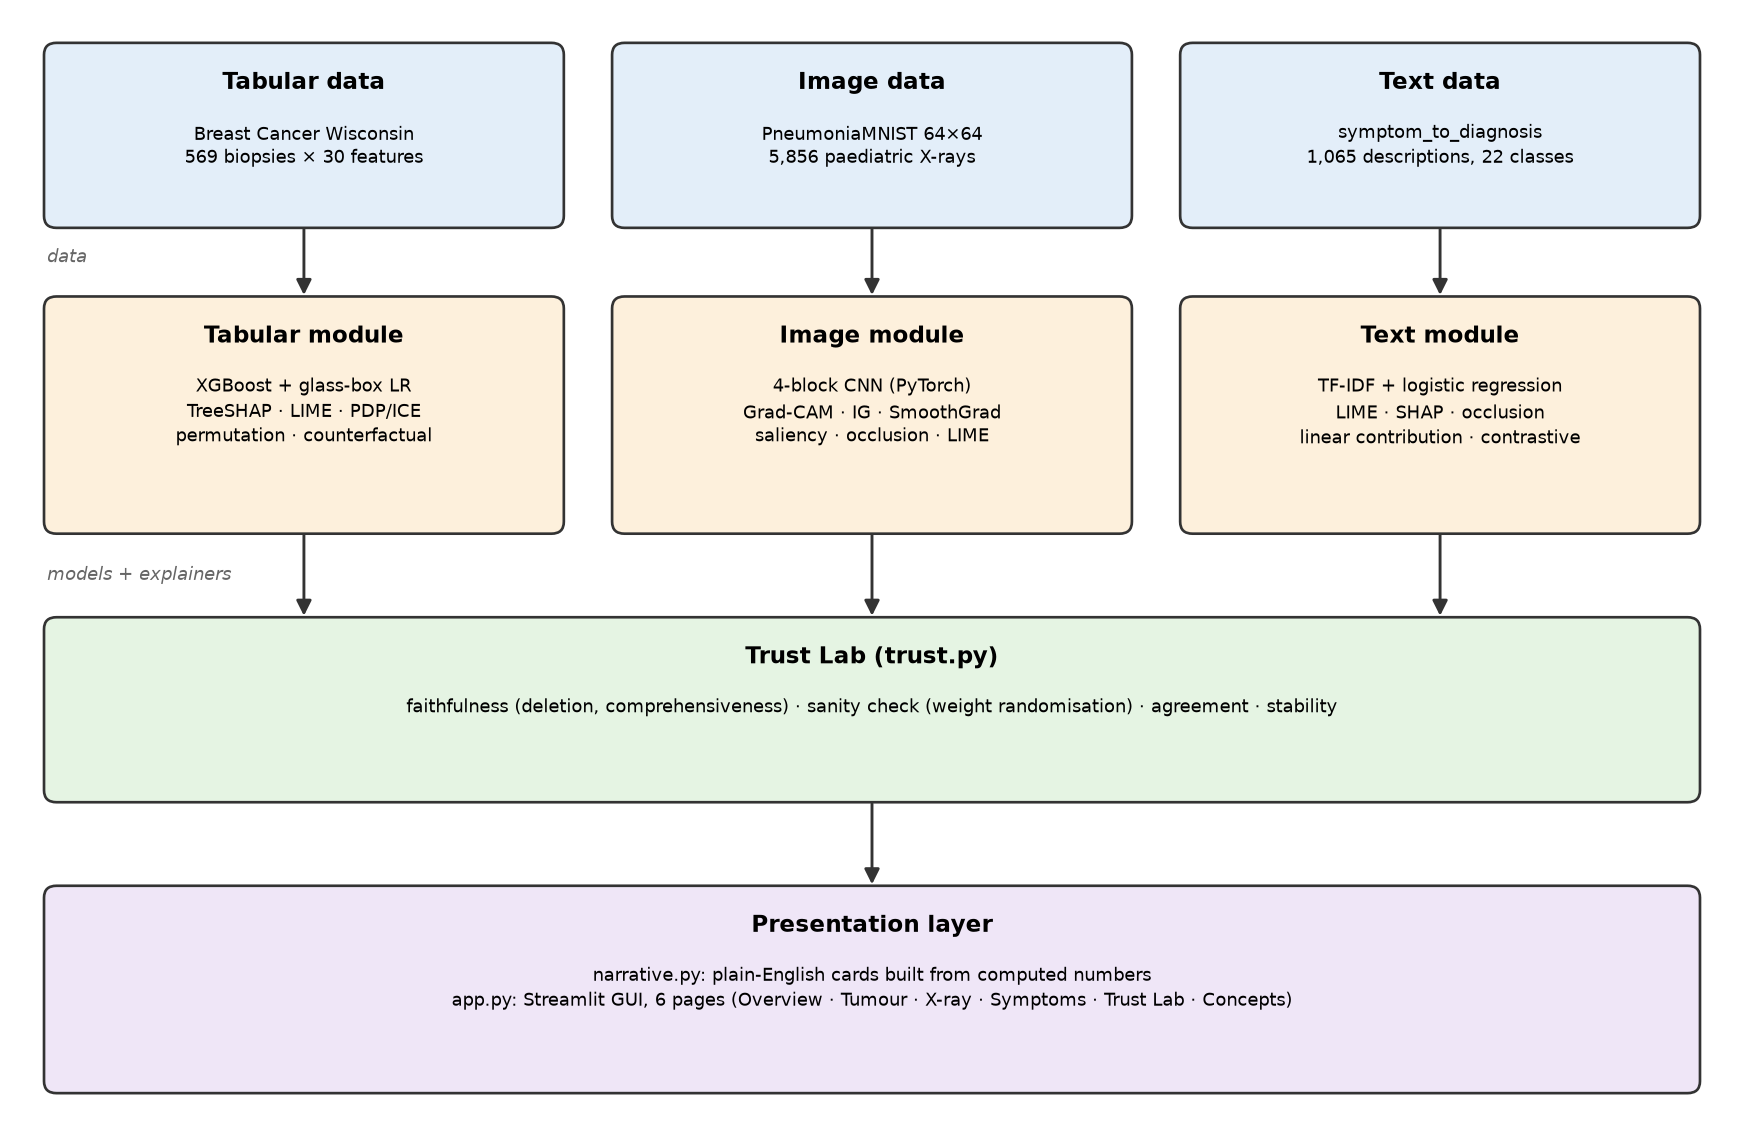 Tabular data
Breast Cancer Wisconsin
569 biopsies × 30 features
Image data
PneumoniaMNIST 64×64
5,856 paediatric X-rays
Text data
symptom_to_diagnosis
1,065 descriptions, 22 classes
data
Tabular module
XGBoost + glass-box LR
TreeSHAP · LIME · PDP/ICE
permutation · counterfactual
Image module
4-block CNN (PyTorch)
Grad-CAM · IG · SmoothGrad
saliency · occlusion · LIME
Text module
TF-IDF + logistic regression
LIME · SHAP · occlusion
linear contribution · contrastive
models + explainers
Trust Lab (trust.py)
faithfulness (deletion, comprehensiveness) · sanity check (weight randomisation) · agreement · stability
Presentation layer
narrative.py: plain-English cards built from computed numbers
app.py: Streamlit GUI, 6 pages (Overview · Tumour · X-ray · Symptoms · Trust Lab · Concepts)